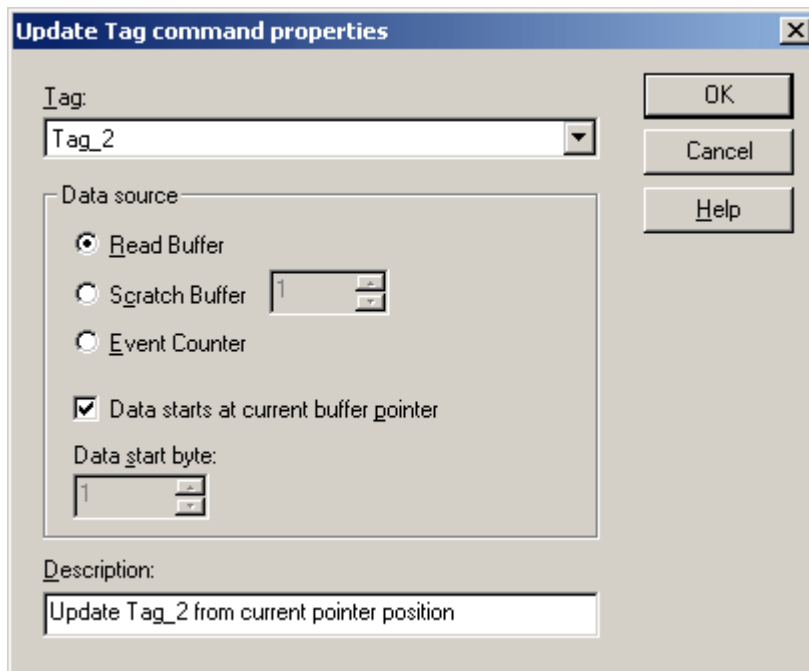 Update Tag command properties
Tag:
Tag_2
OK
Cancel
Help
Data source
Read Buffer
Scratch Buffer 1
Event Counter
Data starts at current buffer pointer
Data start byte:
1
Description:
Update Tag_2 from current pointer position